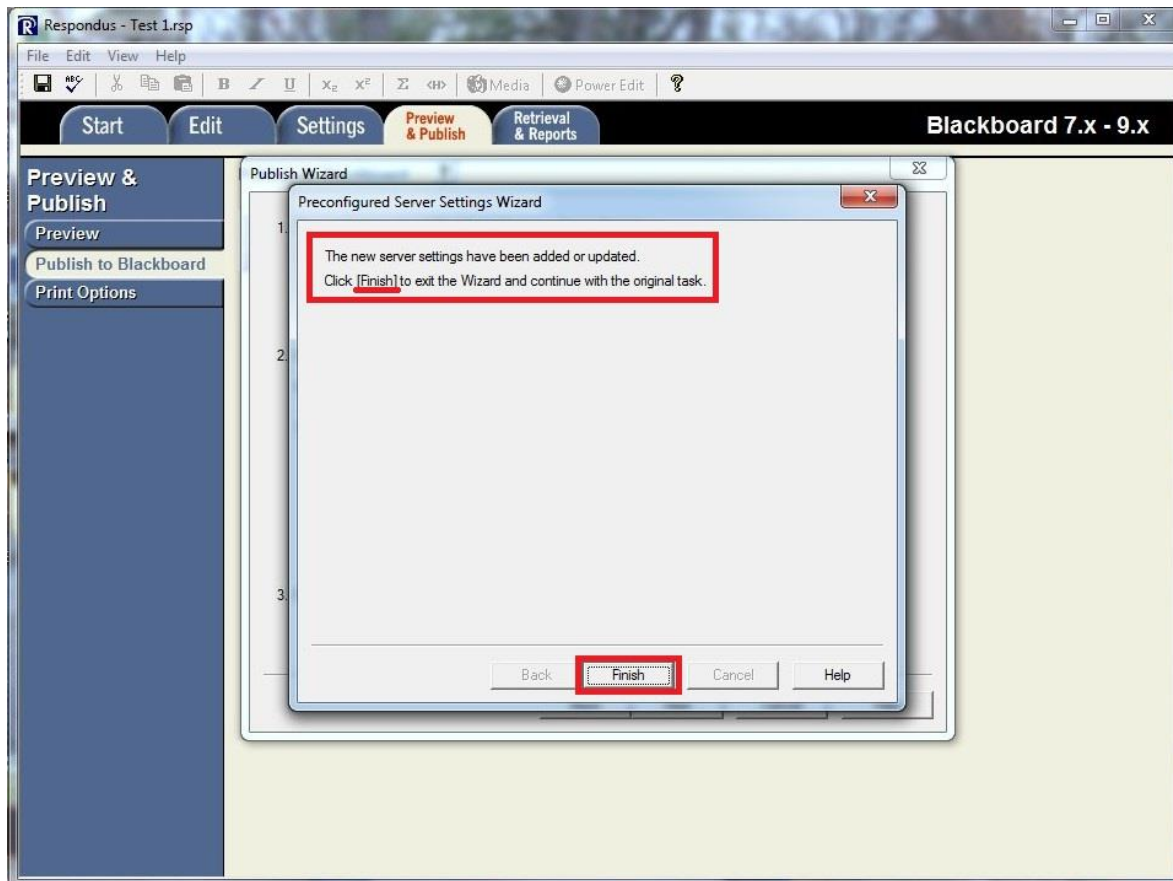 Respondus - Test 1.rsp
File Edit View Help
ABC B I U X₂ X² Σ <H> Media Power Edit ?
Start Edit Settings Preview & Publish Retrieval & Reports Blackboard 7.x - 9.x
Preview &
Publish
Preview
Publish to Blackboard
Print Options
Publish Wizard
Preconfigured Server Settings Wizard
1.
The new server settings have been added or updated.
Click [Finish] to exit the Wizard and continue with the original task.
2.
3.
Back Finish Cancel Help